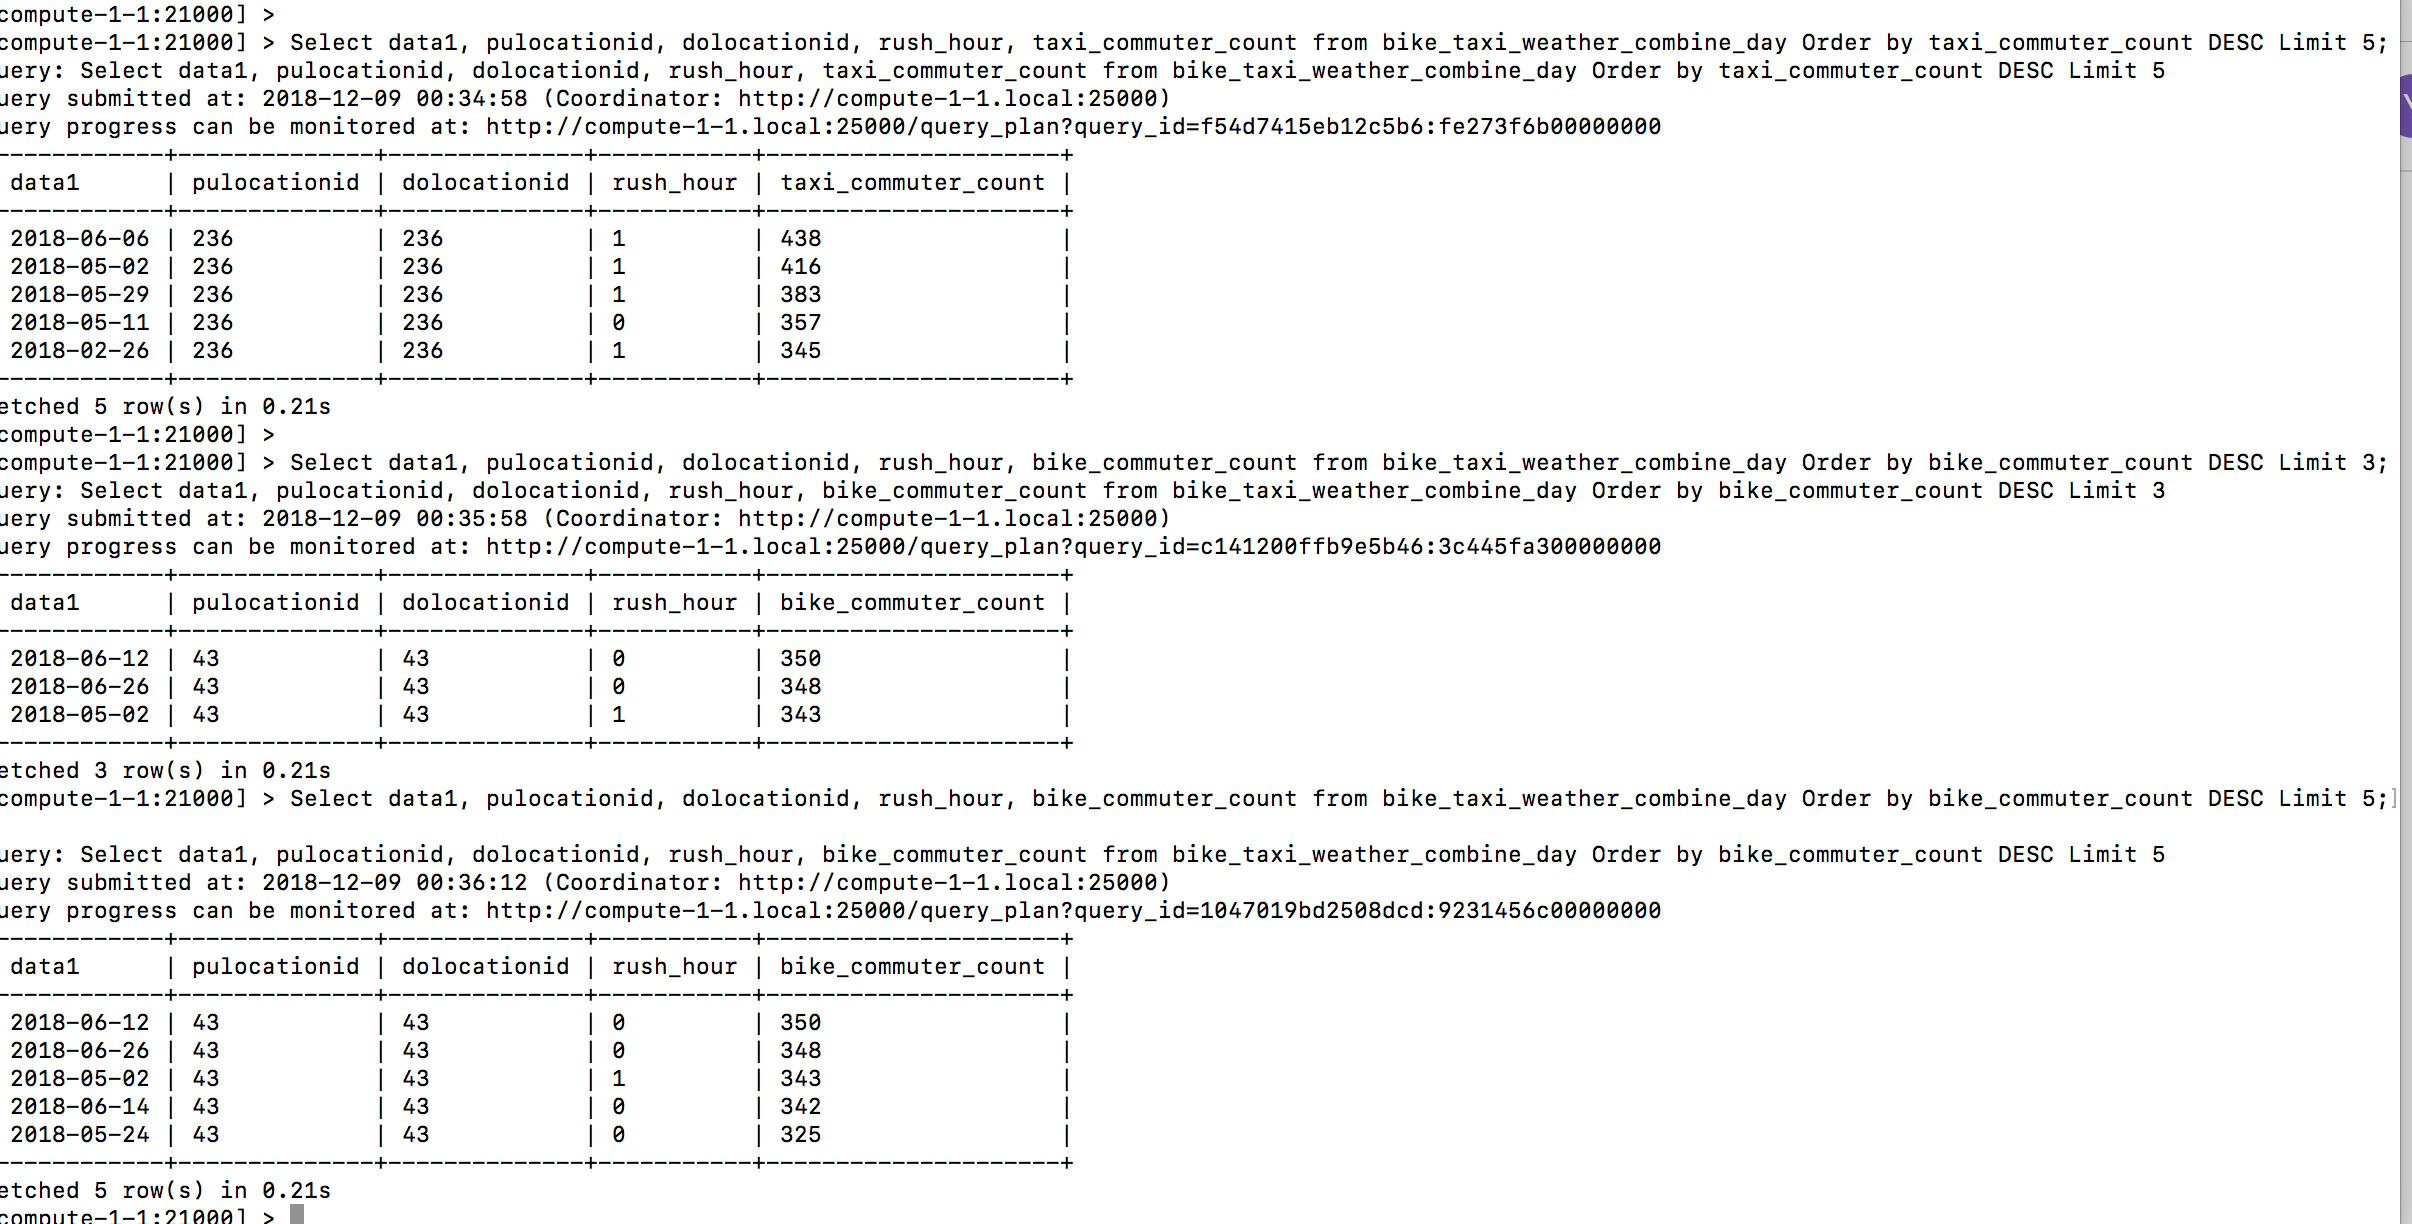 compute-1-1:21000] >
compute-1-1:21000] > Select data1, pulocationid, dolocationid, rush_hour, taxi_commuter_count from bike_taxi_weather_combine_day Order by taxi_commuter_count DESC Limit 5;
uery: Select data1, pulocationid, dolocationid, rush_hour, taxi_commuter_count from bike_taxi_weather_combine_day Order by taxi_commuter_count DESC Limit 5
uery submitted at: 2018-12-09 00:34:58 (Coordinator: http://compute-1-1.local:25000)
uery progress can be monitored at: http://compute-1-1.local:25000/query_plan?query_id=f54d7415eb12c5b6:fe273f6b00000000
------------+---------------+---------------+------------+----------------------+
data1 | pulocationid | dolocationid | rush_hour | taxi_commuter_count |
------------+---------------+---------------+------------+----------------------+
2018-06-06 | 236 | 236 | 1 | 438 |
2018-05-02 | 236 | 236 | 1 | 416 |
2018-05-29 | 236 | 236 | 1 | 383 |
2018-05-11 | 236 | 236 | 0 | 357 |
2018-02-26 | 236 | 236 | 1 | 345 |
------------+---------------+---------------+------------+----------------------+
etched 5 row(s) in 0.21s
compute-1-1:21000] >
compute-1-1:21000] > Select data1, pulocationid, dolocationid, rush_hour, bike_commuter_count from bike_taxi_weather_combine_day Order by bike_commuter_count DESC Limit 3;
uery: Select data1, pulocationid, dolocationid, rush_hour, bike_commuter_count from bike_taxi_weather_combine_day Order by bike_commuter_count DESC Limit 3
uery submitted at: 2018-12-09 00:35:58 (Coordinator: http://compute-1-1.local:25000)
uery progress can be monitored at: http://compute-1-1.local:25000/query_plan?query_id=c141200ffb9e5b46:3c445fa300000000
------------+---------------+---------------+------------+----------------------+
data1 | pulocationid | dolocationid | rush_hour | bike_commuter_count |
------------+---------------+---------------+------------+----------------------+
2018-06-12 | 43 | 43 | 0 | 350 |
2018-06-26 | 43 | 43 | 0 | 348 |
2018-05-02 | 43 | 43 | 1 | 343 |
------------+---------------+---------------+------------+----------------------+
etched 3 row(s) in 0.21s
compute-1-1:21000] > Select data1, pulocationid, dolocationid, rush_hour, bike_commuter_count from bike_taxi_weather_combine_day Order by bike_commuter_count DESC Limit 5;]
uery: Select data1, pulocationid, dolocationid, rush_hour, bike_commuter_count from bike_taxi_weather_combine_day Order by bike_commuter_count DESC Limit 5
uery submitted at: 2018-12-09 00:36:12 (Coordinator: http://compute-1-1.local:25000)
uery progress can be monitored at: http://compute-1-1.local:25000/query_plan?query_id=1047019bd2508dcd:9231456c00000000
------------+---------------+---------------+------------+----------------------+
data1 | pulocationid | dolocationid | rush_hour | bike_commuter_count |
------------+---------------+---------------+------------+----------------------+
2018-06-12 | 43 | 43 | 0 | 350 |
2018-06-26 | 43 | 43 | 0 | 348 |
2018-05-02 | 43 | 43 | 1 | 343 |
2018-06-14 | 43 | 43 | 0 | 342 |
2018-05-24 | 43 | 43 | 0 | 325 |
------------+---------------+---------------+------------+----------------------+
etched 5 row(s) in 0.21s
compute-1-1:21000] >